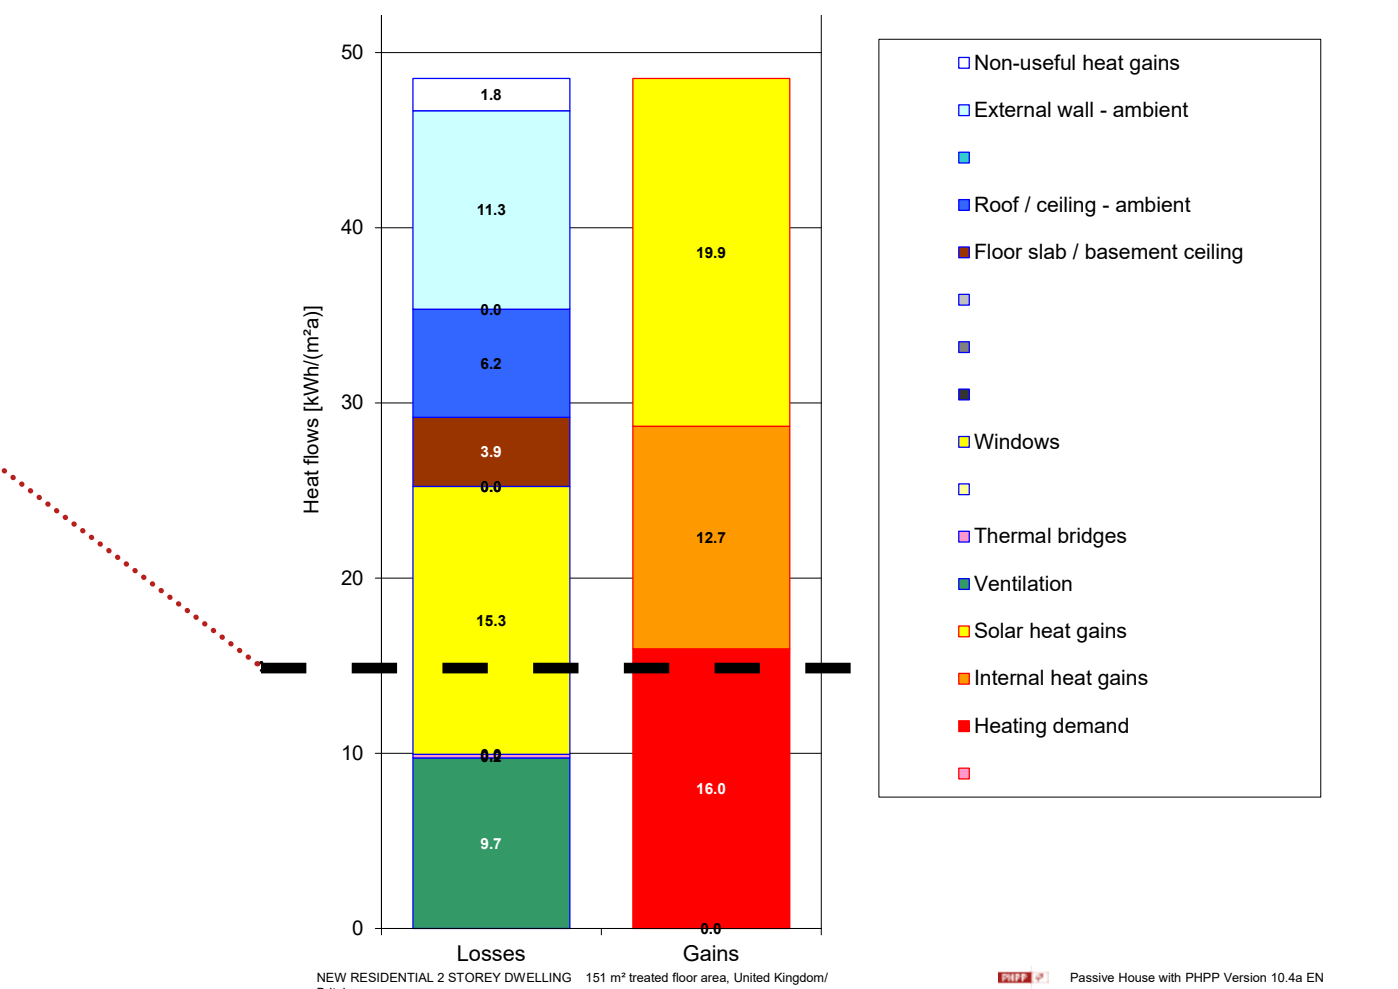 50
40
30
20
10
0
Heat flows [kWh/(m²a)]
1.8
11.3
0.0
6.2
3.9
0.0
15.3
9.7
19.9
12.7
16.0
0.0
Losses
Gains
Non-useful heat gains
External wall - ambient
Roof / ceiling - ambient
Floor slab / basement ceiling
Windows
Thermal bridges
Ventilation
Solar heat gains
Internal heat gains
Heating demand
NEW RESIDENTIAL 2 STOREY DWELLING 151 m² treated floor area, United Kingdom/
PHPP
Passive House with PHPP Version 10.4a EN